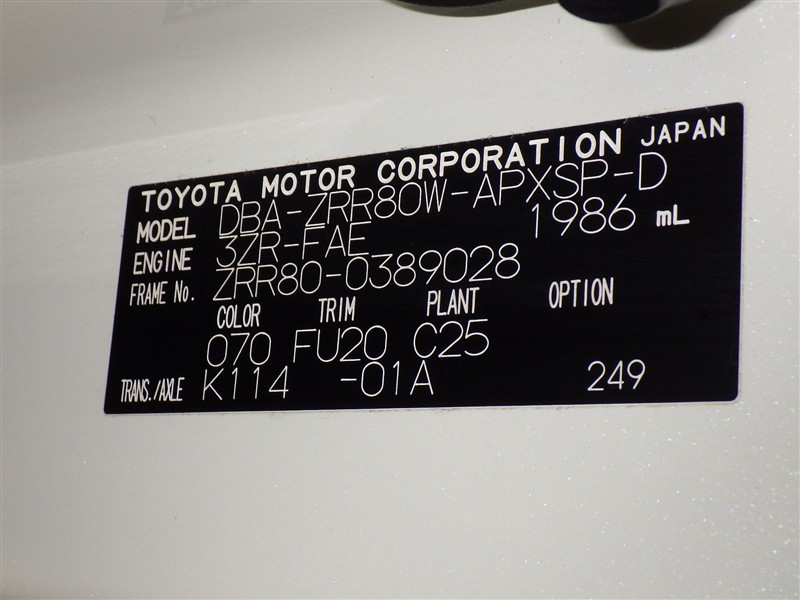 TOYOTA MOTOR CORPORATION JAPAN
MODEL DBA-ZRR80W-APXSP-D
ENGINE 3ZR-FAE 1986 mL
FRAME No. ZRR80-0389028
COLOR TRIM PLANT OPTION
070 FU20 C25
TRANS./AXLE K114 -01A 249